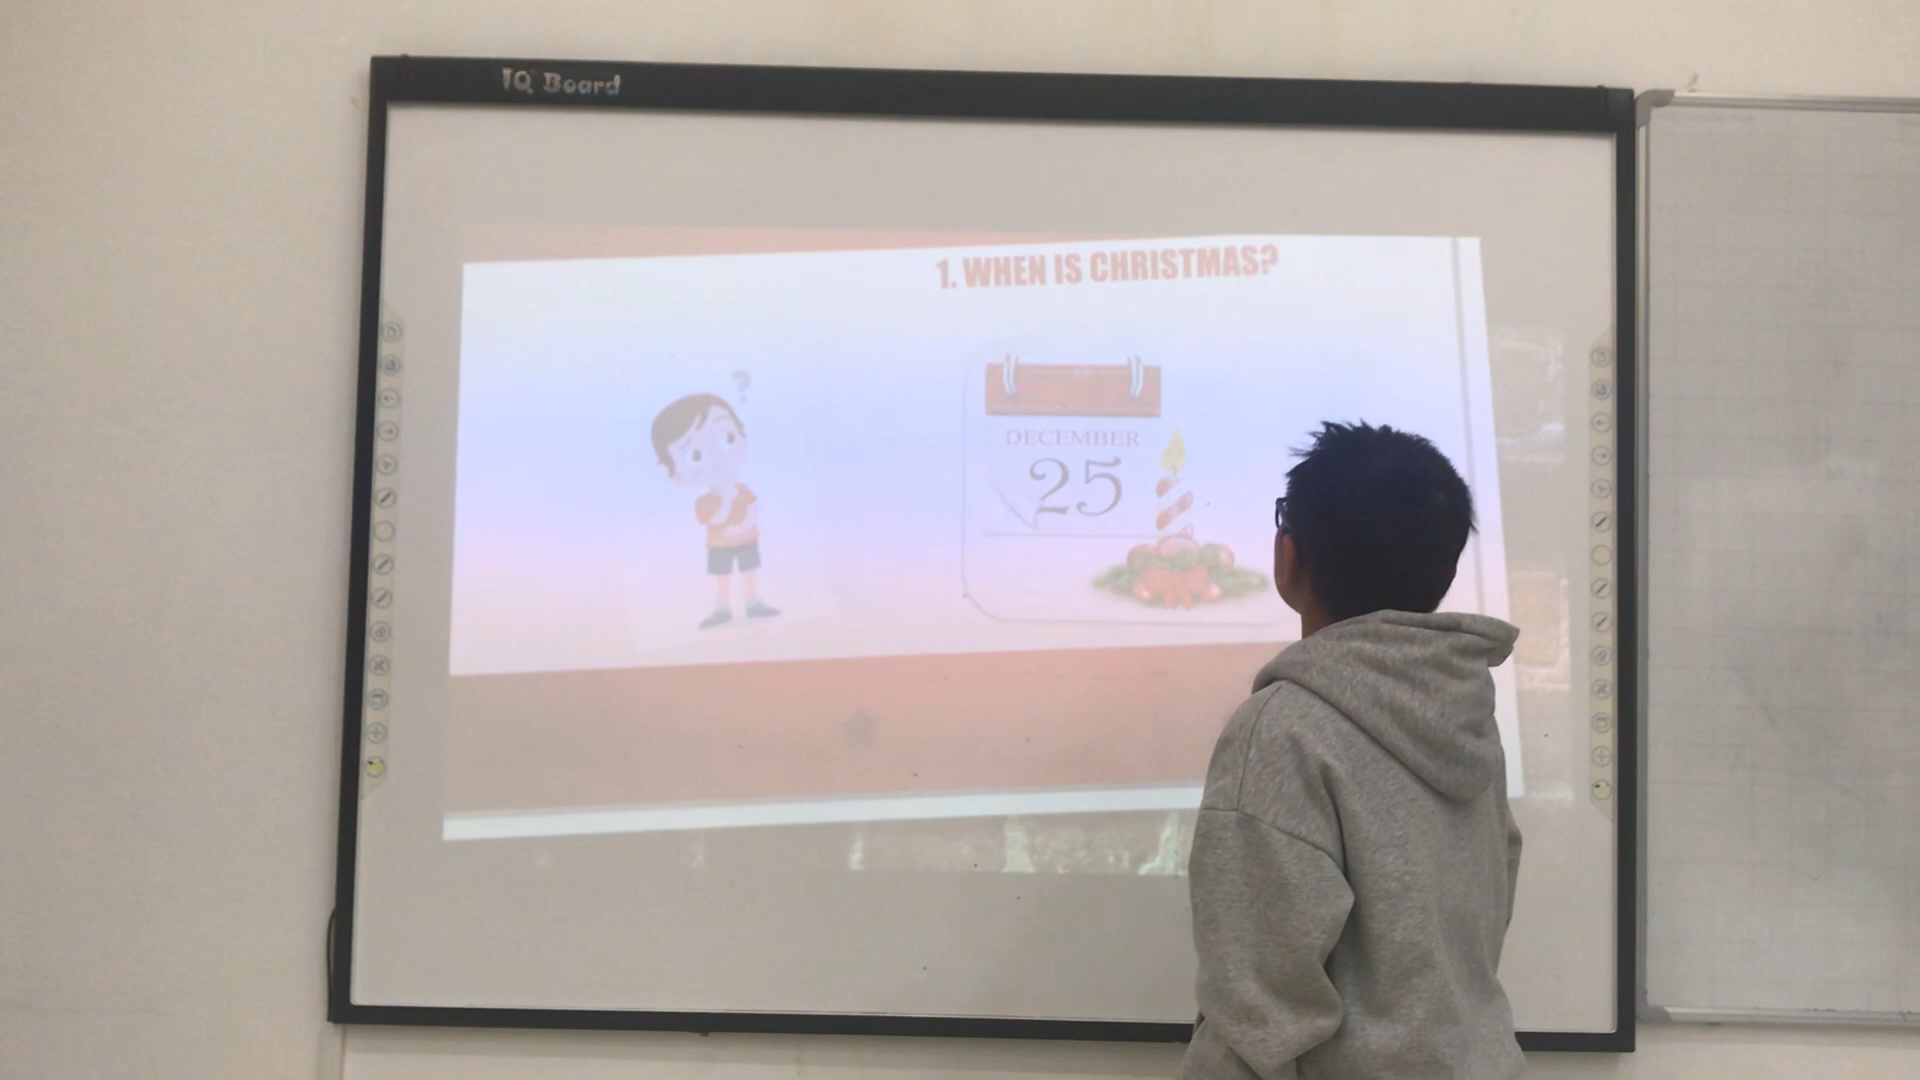 IQ Board
1. WHEN IS CHRISTMAS?
?
DECEMBER
25